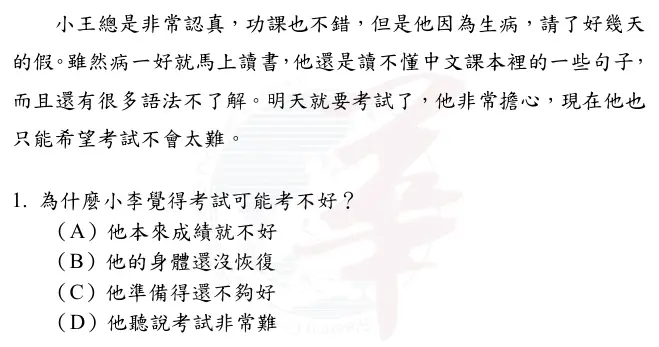 小王總是非常認真，功課也不錯，但是他因為生病，請了好幾天
的假。雖然病一好就馬上讀書，他還是讀不懂中文課本裡的一些句子，
而且還有很多語法不了解。明天就要考試了，他非常擔心，現在他也
只能希望考試不會太難。
1. 為什麼小李覺得考試可能考不好？
（A）他本來成績就不好
（B）他的身體還沒恢復
（C）他準備得還不夠好
（D）他聽說考試非常難